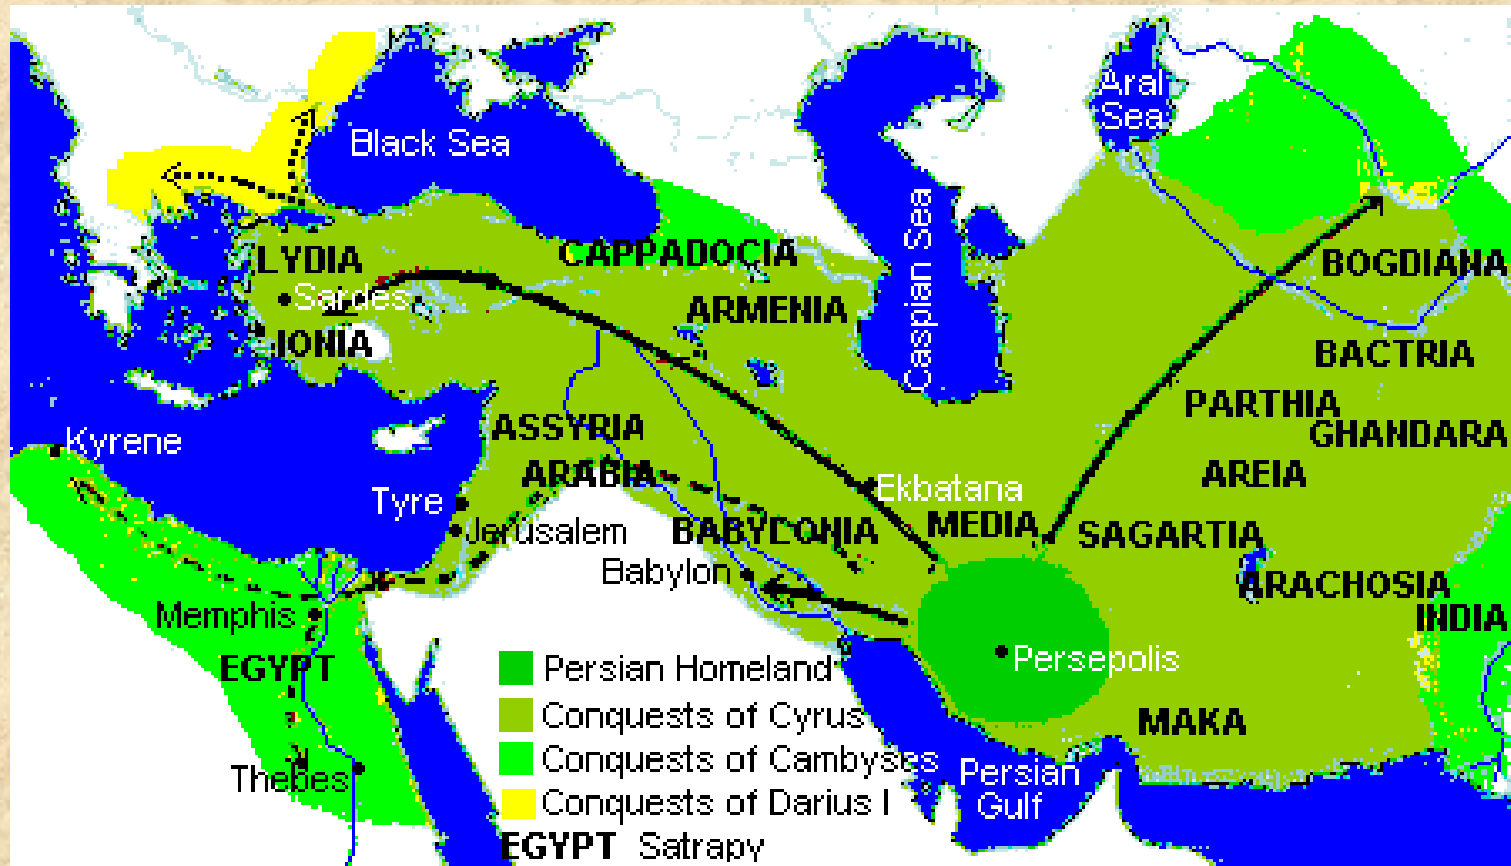 Black Sea
Aral
Sea
Caspian Sea
LYDIA
CAPPADOCIA
BOGDIANA
Sardes
ARMENIA
IONIA
BACTRIA
PARTHIA
Kyrene
ASSYRIA
GHANDARA
ARABIA
AREIA
Tyre
Ekbatana
Jerusalem
BABYLONIA
MEDIA
SAGARTIA
Babylon
ARACHOSIA
Memphis
INDIA
EGYPT
Persepolis
MAKA
Thebes
Persian
Gulf
Persian Homeland
Conquests of Cyrus
Conquests of Cambyses
Conquests of Darius I
EGYPT Satrapy